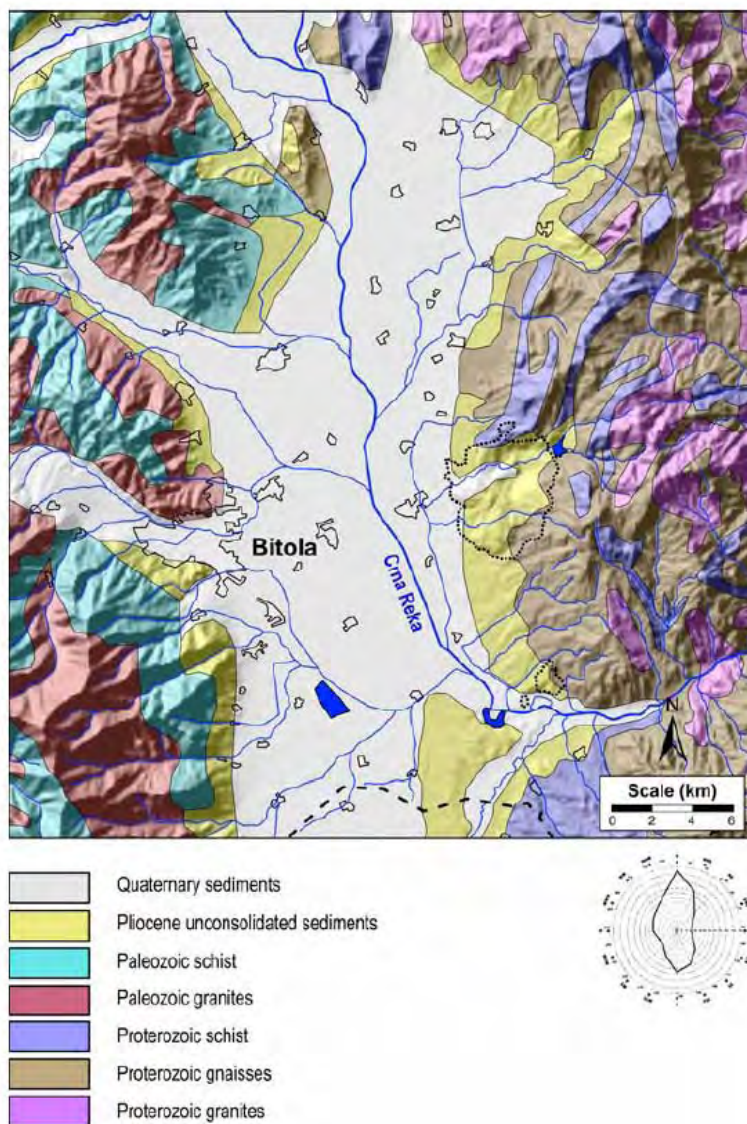 Bitola
Crna Reka
N
Scale (km)
0 2 4 6
Quaternary sediments
Pliocene unconsolidated sediments
Paleozoic schist
Paleozoic granites
Proterozoic schist
Proterozoic gnaisses
Proterozoic granites